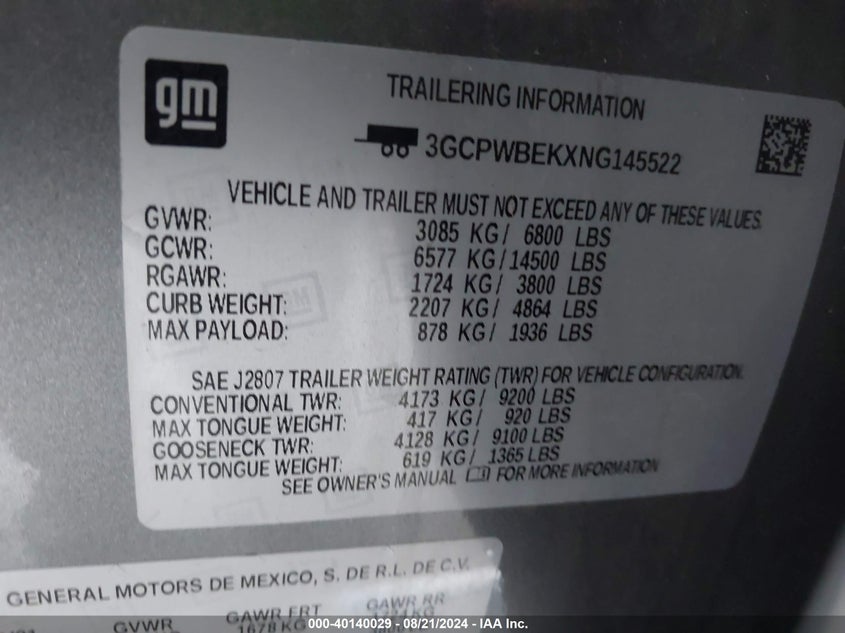 gm
TRAILERING INFORMATION
3GCPWBEKXNG145522
VEHICLE AND TRAILER MUST NOT EXCEED ANY OF THESE VALUES.
GVWR: 3085 KG/ 6800 LBS
GCWR: 6577 KG/14500 LBS
RGAWR: 1724 KG/ 3800 LBS
CURB WEIGHT: 2207 KG/ 4864 LBS
MAX PAYLOAD: 878 KG/ 1936 LBS
SAE J2807 TRAILER WEIGHT RATING (TWR) FOR VEHICLE CONFIGURATION.
CONVENTIONAL TWR: 4173 KG/ 9200 LBS
MAX TONGUE WEIGHT: 417 KG/ 920 LBS
GOOSENECK TWR: 4128 KG/ 9100 LBS
MAX TONGUE WEIGHT: 619 KG/ 1365 LBS
SEE OWNER'S MANUAL FOR MORE INFORMATION
GENERAL MOTORS DE MEXICO, S. DE R.L. DE C.V.
GVWR GAWR FRT GAWR RR
1678 KG
000-40140029 - 08/21/2024 - IAA Inc.